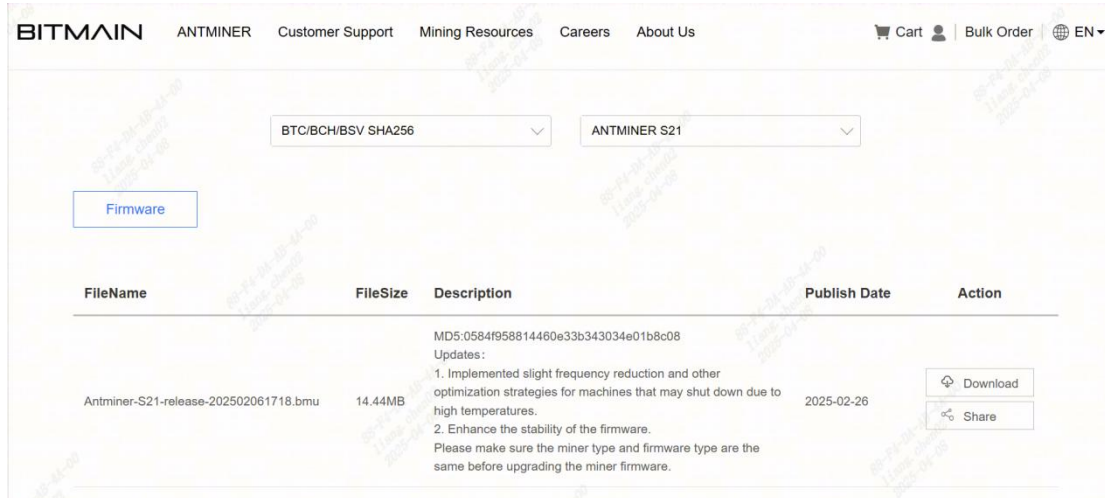 BITMAIN ANTMINER Customer Support Mining Resources Careers About Us Cart Bulk Order EN
BTC/BCH/BSV SHA256 ANTMINER S21
Firmware
FileName FileSize Description Publish Date Action
MD5:0584f958814460e33b343034e01b8c08
Updates:
1. Implemented slight frequency reduction and other
optimization strategies for machines that may shut down due to
high temperatures.
2. Enhance the stability of the firmware.
Please make sure the miner type and firmware type are the
same before upgrading the miner firmware.
Antminer-S21-release-202502061718.bmu 14.44MB 2025-02-26
Download
Share